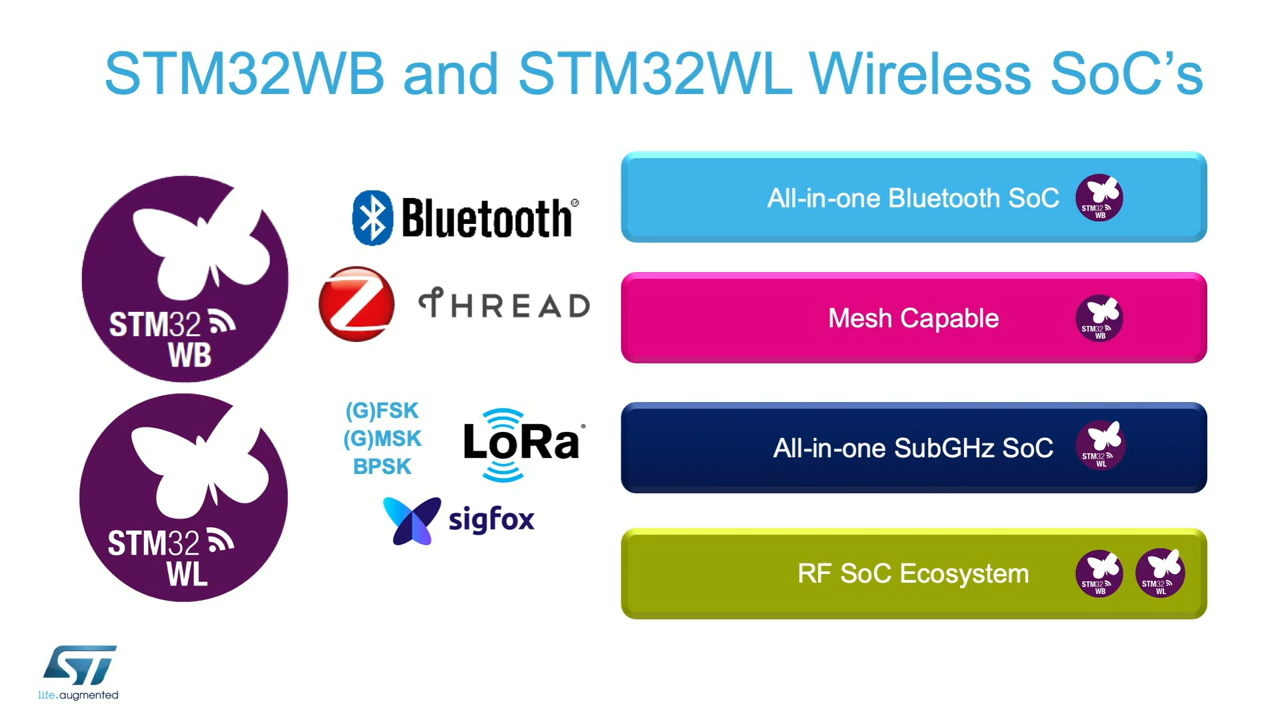 STM32WB and STM32WL Wireless SoC’s
STM32
WB
Bluetooth®
THREAD
STM32
WL
(G)FSK
(G)MSK
BPSK
LoRa
sigfox
All-in-one Bluetooth SoC
STM32
WB
Mesh Capable
STM32
WB
All-in-one SubGHz SoC
STM32
WL
RF SoC Ecosystem
STM32
WB
STM32
WL
ST
life.augmented